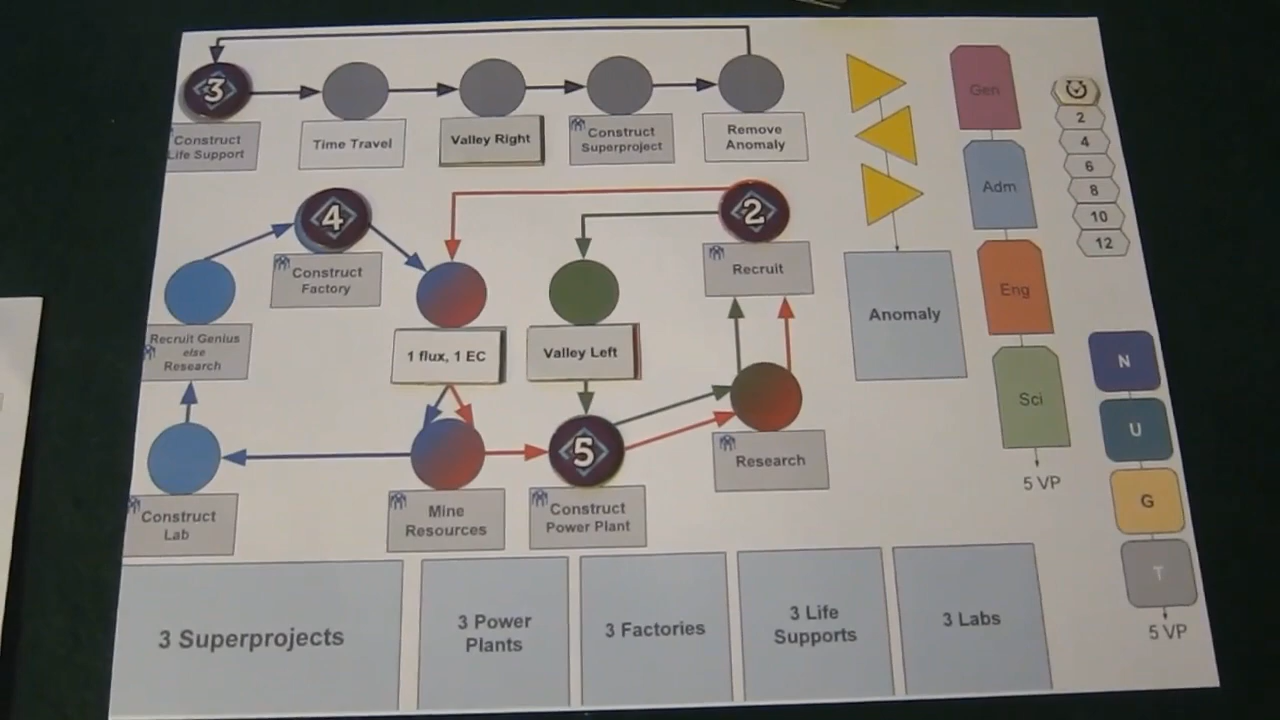 3
Construct
Life Support
Time Travel
Valley Right
Construct
Superproject
Remove
Anomaly
4
Construct
Factory
2
Recruit
Recruit Genius
else
Research
1 flux, 1 EC
Valley Left
5
Research
Construct
Lab
Mine
Resources
Construct
Power Plant
3 Superprojects
3 Power
Plants
3 Factories
3 Life
Supports
3 Labs
Anomaly
Gen
Adm
Eng
Sci
5 VP
2
4
6
8
10
12
N
U
G
T
5 VP